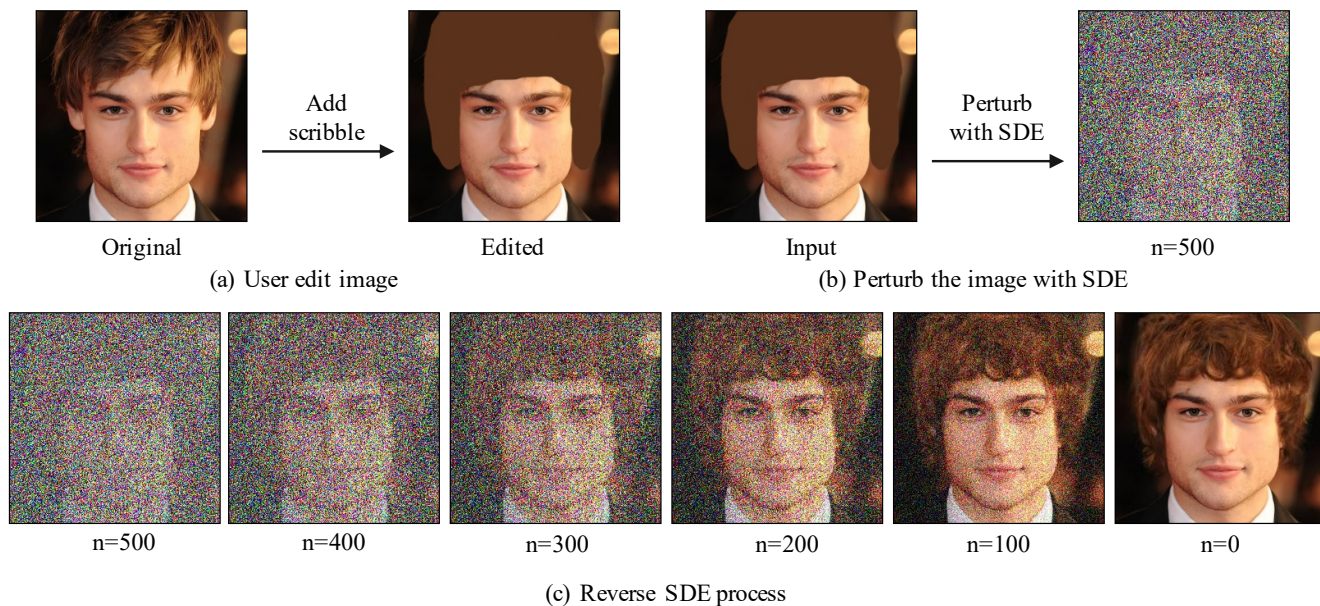 Add
scribble
Perturb
with SDE
Original
Edited
Input
n=500
(a) User edit image
(b) Perturb the image with SDE
n=500
n=400
n=300
n=200
n=100
n=0
(c) Reverse SDE process